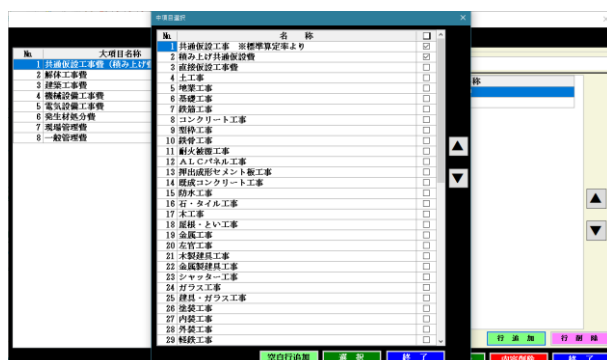 中項目選択
No. 名 称
1 共通仮設工事 ※標準算定率より
2 積み上げ共通仮設費
3 直接仮設工事費
4 土工事
5 地業工事
6 基礎工事
7 鉄筋工事
8 コンクリート工事
9 型枠工事
10 鉄骨工事
11 耐火被覆工事
12 ALCパネル工事
13 押出成形セメント板工事
14 既成コンクリート工事
15 防水工事
16 石・タイル工事
17 木工事
18 屋根・とい工事
19 金属工事
20 左官工事
21 木製建具工事
22 金属製建具工事
23 シャッター工事
24 ガラス工事
25 建具・ガラス工事
26 塗装工事
27 内装工事
28 外装工事
29 軽鉄工事
空白行追加 選択 終了
No. 大項目名称
1 共通仮設工事費(積み上げ
2 解体工事費
3 建築工事費
4 機械設備工事費
5 電気設備工事費
6 発生材処分費
7 現場管理費
8 一般管理費
称
行追加 行削除
内容削除 終了